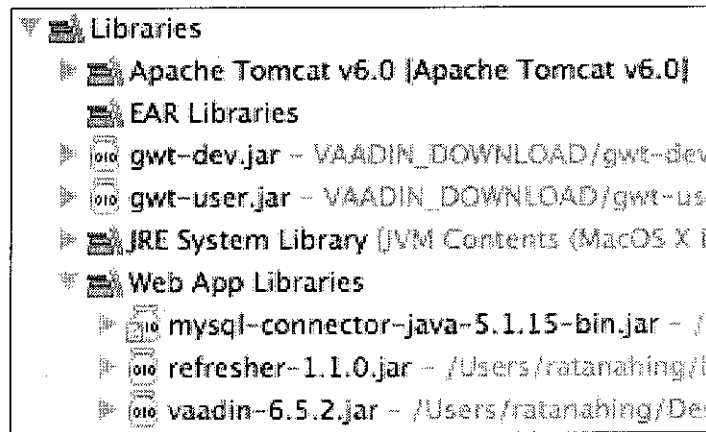 Libraries
Apache Tomcat v6.0 [Apache Tomcat v6.0]
EAR Libraries
gwt-dev.jar - VAADIN_DOWNLOAD/gwt-dev
gwt-user.jar - VAADIN_DOWNLOAD/gwt-us
JRE System Library [JVM Contents (MacOS X
Web App Libraries
mysql-connector-java-5.1.15-bin.jar - /
refresher-1.1.0.jar - /Users/ratanahing/
vaadin-6.5.2.jar - /Users/ratanahing/Des